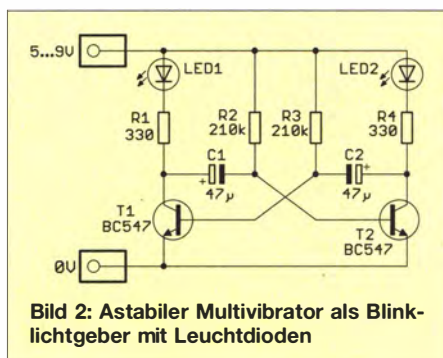 5...9V
LED1
LED2
R1
330
R2
210k
R3
210k
R4
330
C1
+
47µ
C2
+
47µ
T1
BC547
T2
BC547
0V
Bild 2: Astabiler Multivibrator als Blink-
lichtgeber mit Leuchtdioden